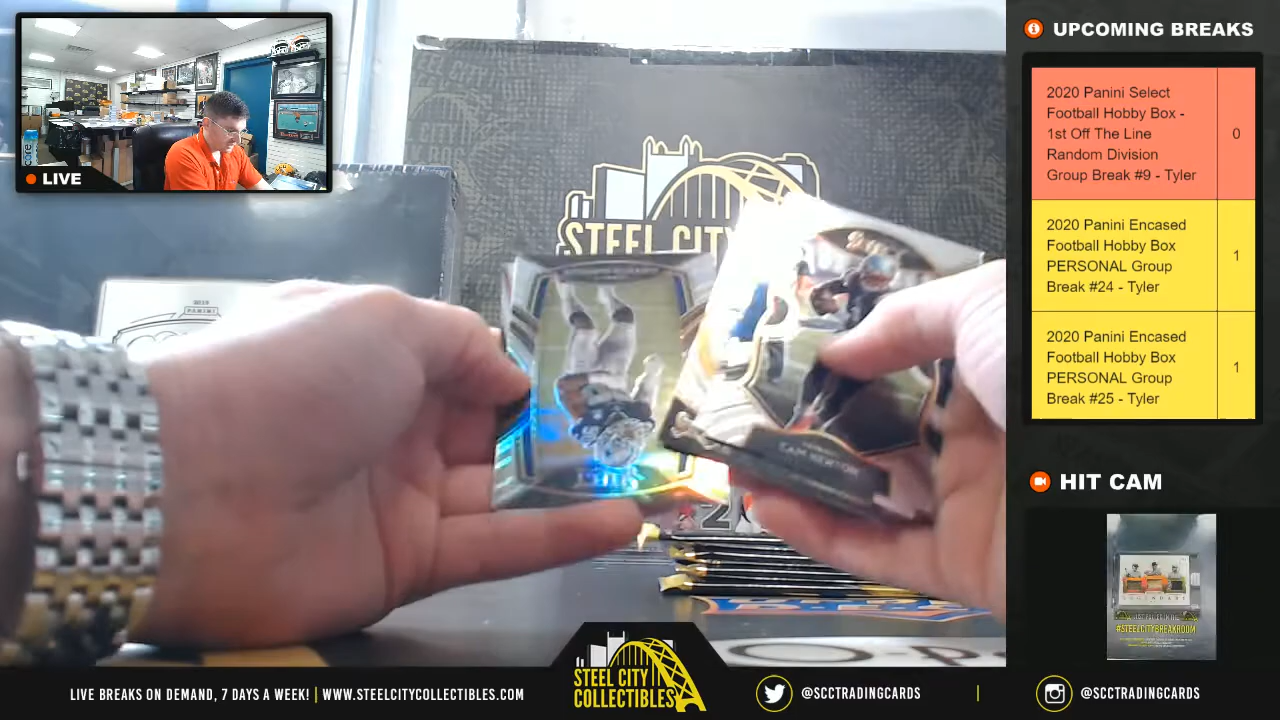 LIVE
UPCOMING BREAKS
2020 Panini Select
Football Hobby Box -
1st Off The Line
Random Division
Group Break #9 - Tyler
0
2020 Panini Encased
Football Hobby Box
PERSONAL Group
Break #24 - Tyler
1
2020 Panini Encased
Football Hobby Box
PERSONAL Group
Break #25 - Tyler
1
STEEL CITY
CAM NEWTON
HIT CAM
#STEELCITYBREAKROOM
LIVE BREAKS ON DEMAND, 7 DAYS A WEEK! | WWW.STEELCITYCOLLECTIBLES.COM
STEEL CITY
COLLECTIBLES
@SCCTRADINGCARDS
@SCCTRADINGCARDS